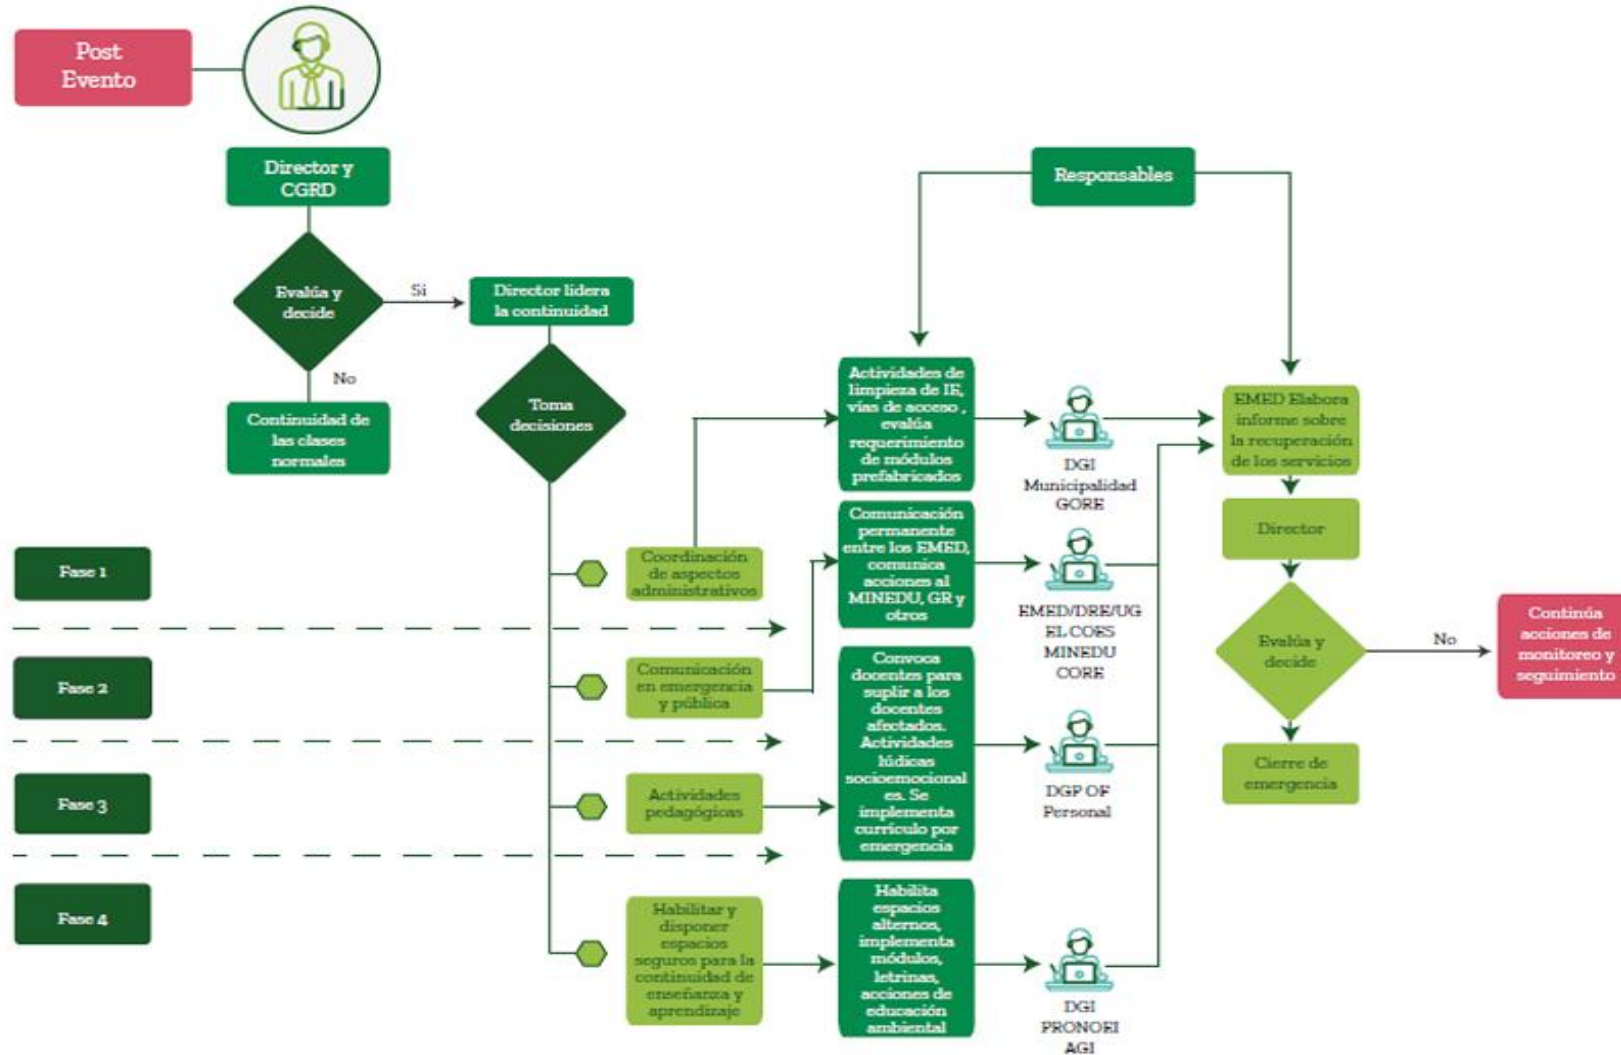 Post
Evento
Director y
CGRD
Evalúa y
decide
Si
No
Continuidad de
las clases
normales
Director lidera
la continuidad
Toma
decisiones
Responsables
Fase 1
Coordinación
de aspectos
administrativos
Actividades de
limpieza de IE,
vías de acceso ,
evalúa
requerimiento
de módulos
prefabricados
DGI
Municipalidad
GORE
Fase 2
Comunicación
en emergencia
y pública
Comunicación
permanente
entre los EMED,
comunica
acciones al
MINEDU, GR y
otros
EMED/DRE/UG
EL COES
MINEDU
CORE
Fase 3
Actividades
pedagógicas
Convoca
docentes para
suplir a los
docentes
afectados.
Actividades
lúdicas
socioemocional
es. Se
implementa
currículo por
emergencia
DGP OF
Personal
Fase 4
Habilitar y
disponer
espacios
seguros para la
continuidad de
enseñanza y
aprendizaje
Habilita
espacios
alternos,
implementa
módulos,
letrinas,
acciones de
educación
ambiental
DGI
PRONOEI
AGI
EMED Elabora
informe sobre
la recuperación
de los servicios
Director
Evalúa y
decide
No
Continúa
acciones de
monitoreo y
seguimiento
Cierre de
emergencia